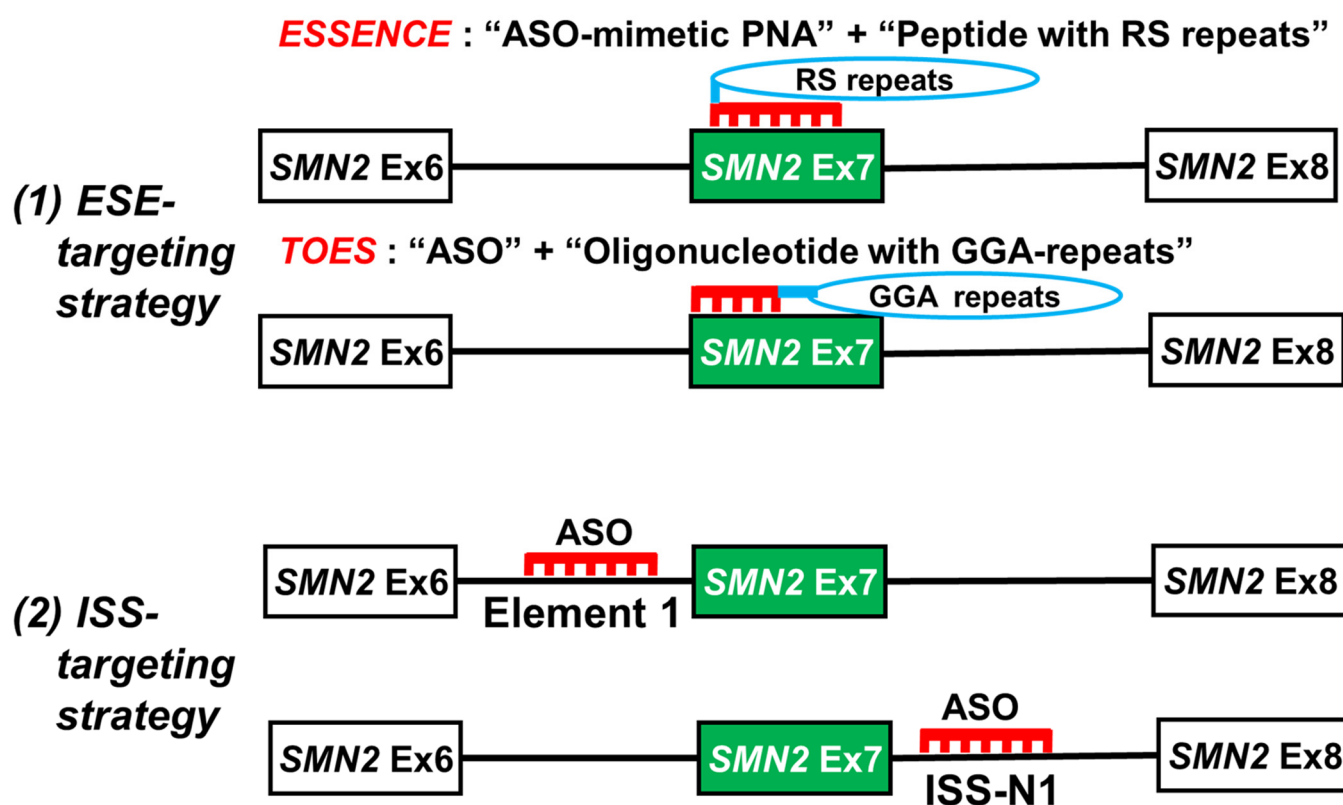 ESSENCE : “ASO-mimetic PNA” + “Peptide with RS repeats”
RS repeats
SMN2 Ex6
SMN2 Ex7
SMN2 Ex8
(1) ESE-
targeting
strategy
TOES : “ASO” + “Oligonucleotide with GGA-repeats”
GGA repeats
SMN2 Ex6
SMN2 Ex7
SMN2 Ex8
ASO
SMN2 Ex6
SMN2 Ex7
SMN2 Ex8
Element 1
(2) ISS-
targeting
strategy
ASO
SMN2 Ex6
SMN2 Ex7
SMN2 Ex8
ISS-N1